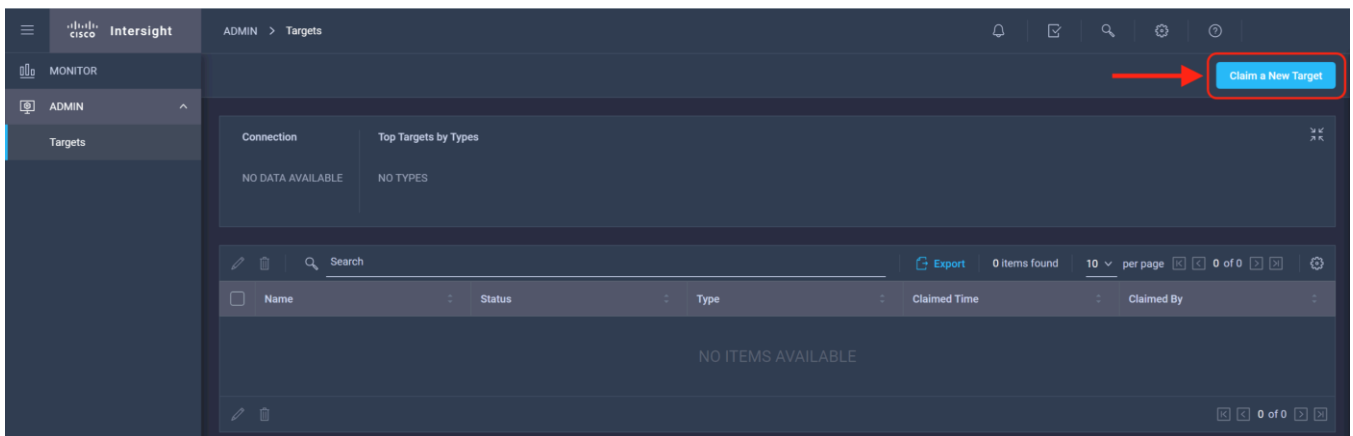 cisco Intersight
ADMIN > Targets
MONITOR
Claim a New Target
ADMIN
Targets
Connection
Top Targets by Types
NO DATA AVAILABLE
NO TYPES
Search
Export
0 items found
10 per page
0 of 0
Name
Status
Type
Claimed Time
Claimed By
NO ITEMS AVAILABLE
0 of 0